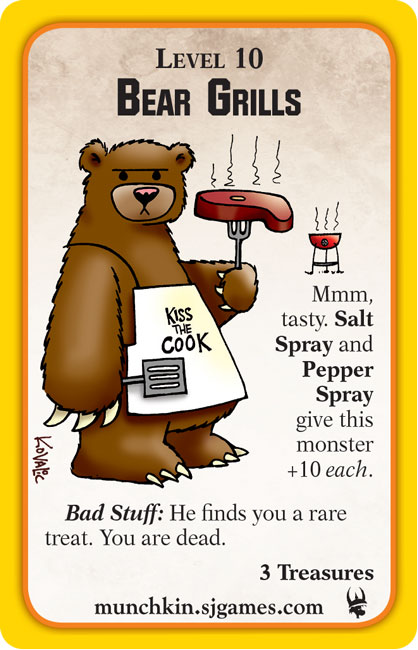 LEVEL 10
BEAR GRILLS
KISS
THE
COOK
Mmm,
tasty. Salt
Spray and
Pepper
Spray
give this
monster
+10 each.
KOVALIC
Bad Stuff: He finds you a rare
treat. You are dead.
3 Treasures
munchkin.sjgames.com